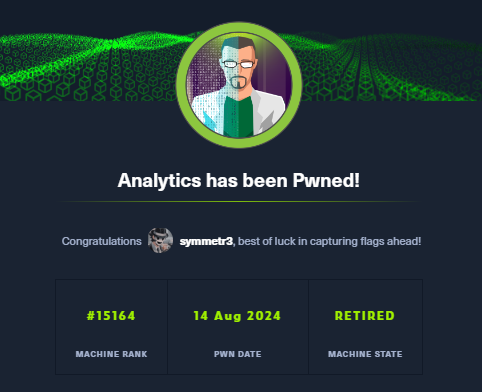 Analytics has been Pwned!
Congratulations symmetr3, best of luck in capturing flags ahead!
#15164 14 Aug 2024 RETIRED
MACHINE RANK PWN DATE MACHINE STATE